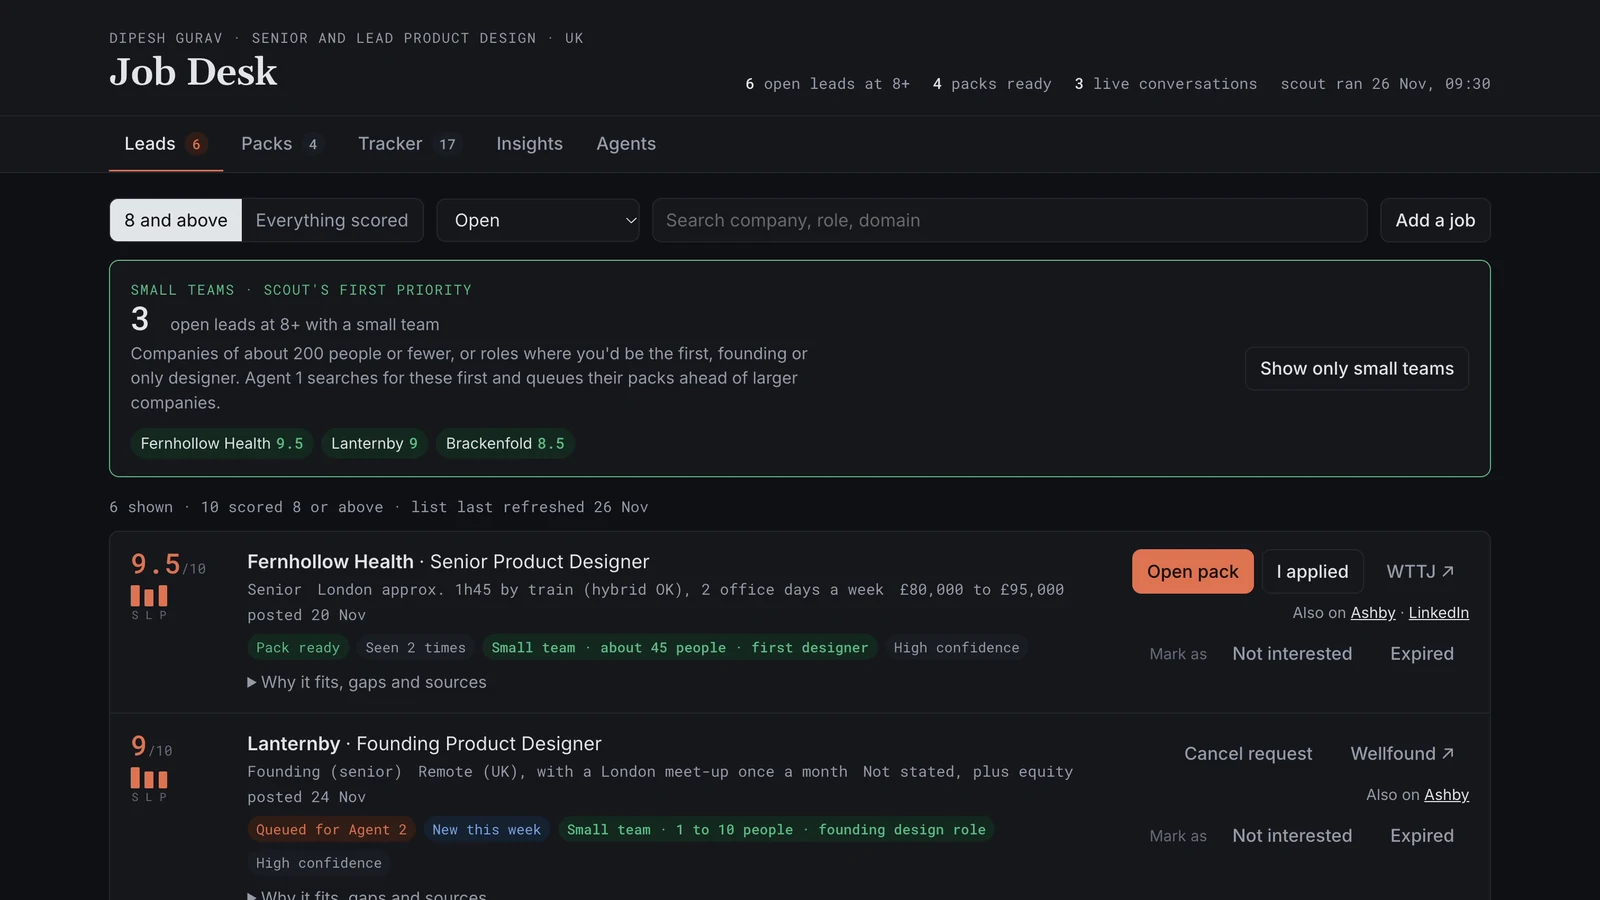 DIPESH GURAV · SENIOR AND LEAD PRODUCT DESIGN · UK
Job Desk
6 open leads at 8+ 4 packs ready 3 live conversations scout ran 26 Nov, 09:30
Leads 6 Packs 4 Tracker 17 Insights Agents
8 and above Everything scored Open Search company, role, domain Add a job
SMALL TEAMS · SCOUT'S FIRST PRIORITY
3 open leads at 8+ with a small team
Companies of about 200 people or fewer, or roles where you'd be the first, founding or
only designer. Agent 1 searches for these first and queues their packs ahead of larger
companies.
Show only small teams
Fernhollow Health 9.5 Lanternby 9 Brackenfold 8.5
6 shown · 10 scored 8 or above · list last refreshed 26 Nov
9.5/10
S L P
Fernhollow Health · Senior Product Designer
Senior London approx. 1h45 by train (hybrid OK), 2 office days a week £80,000 to £95,000
posted 20 Nov
Pack ready Seen 2 times Small team · about 45 people · first designer High confidence
▶ Why it fits, gaps and sources
Open pack I applied WTTJ ↗
Also on Ashby · LinkedIn
Mark as Not interested Expired
9/10
S L P
Lanternby · Founding Product Designer
Founding (senior) Remote (UK), with a London meet-up once a month Not stated, plus equity
posted 24 Nov
Queued for Agent 2 New this week Small team · 1 to 10 people · founding design role
High confidence
▶ Why it fits, gaps and sources
Cancel request Wellfound ↗
Also on Ashby
Mark as Not interested Expired